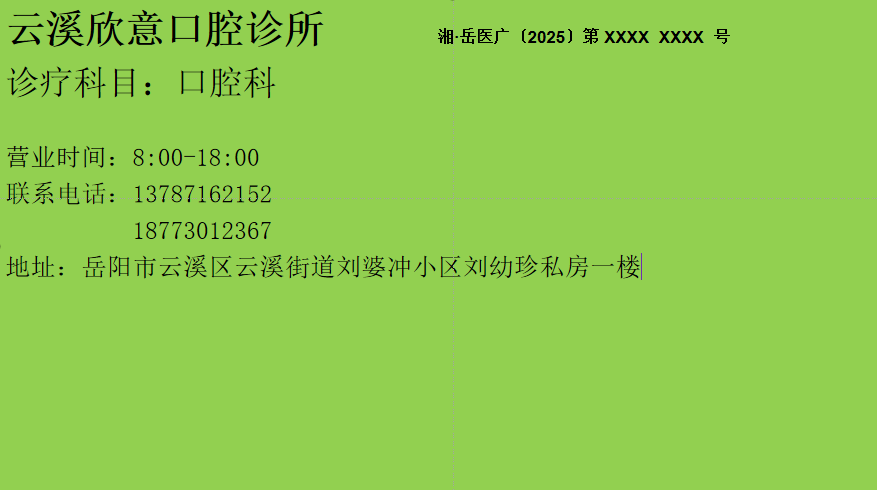 云溪欣意口腔诊所
湘·岳医广〔2025〕第 XXXX XXXX 号
诊疗科目：口腔科
营业时间：8:00-18:00
联系电话：13787162152
18773012367
地址：岳阳市云溪区云溪街道刘婆冲小区刘幼珍私房一楼